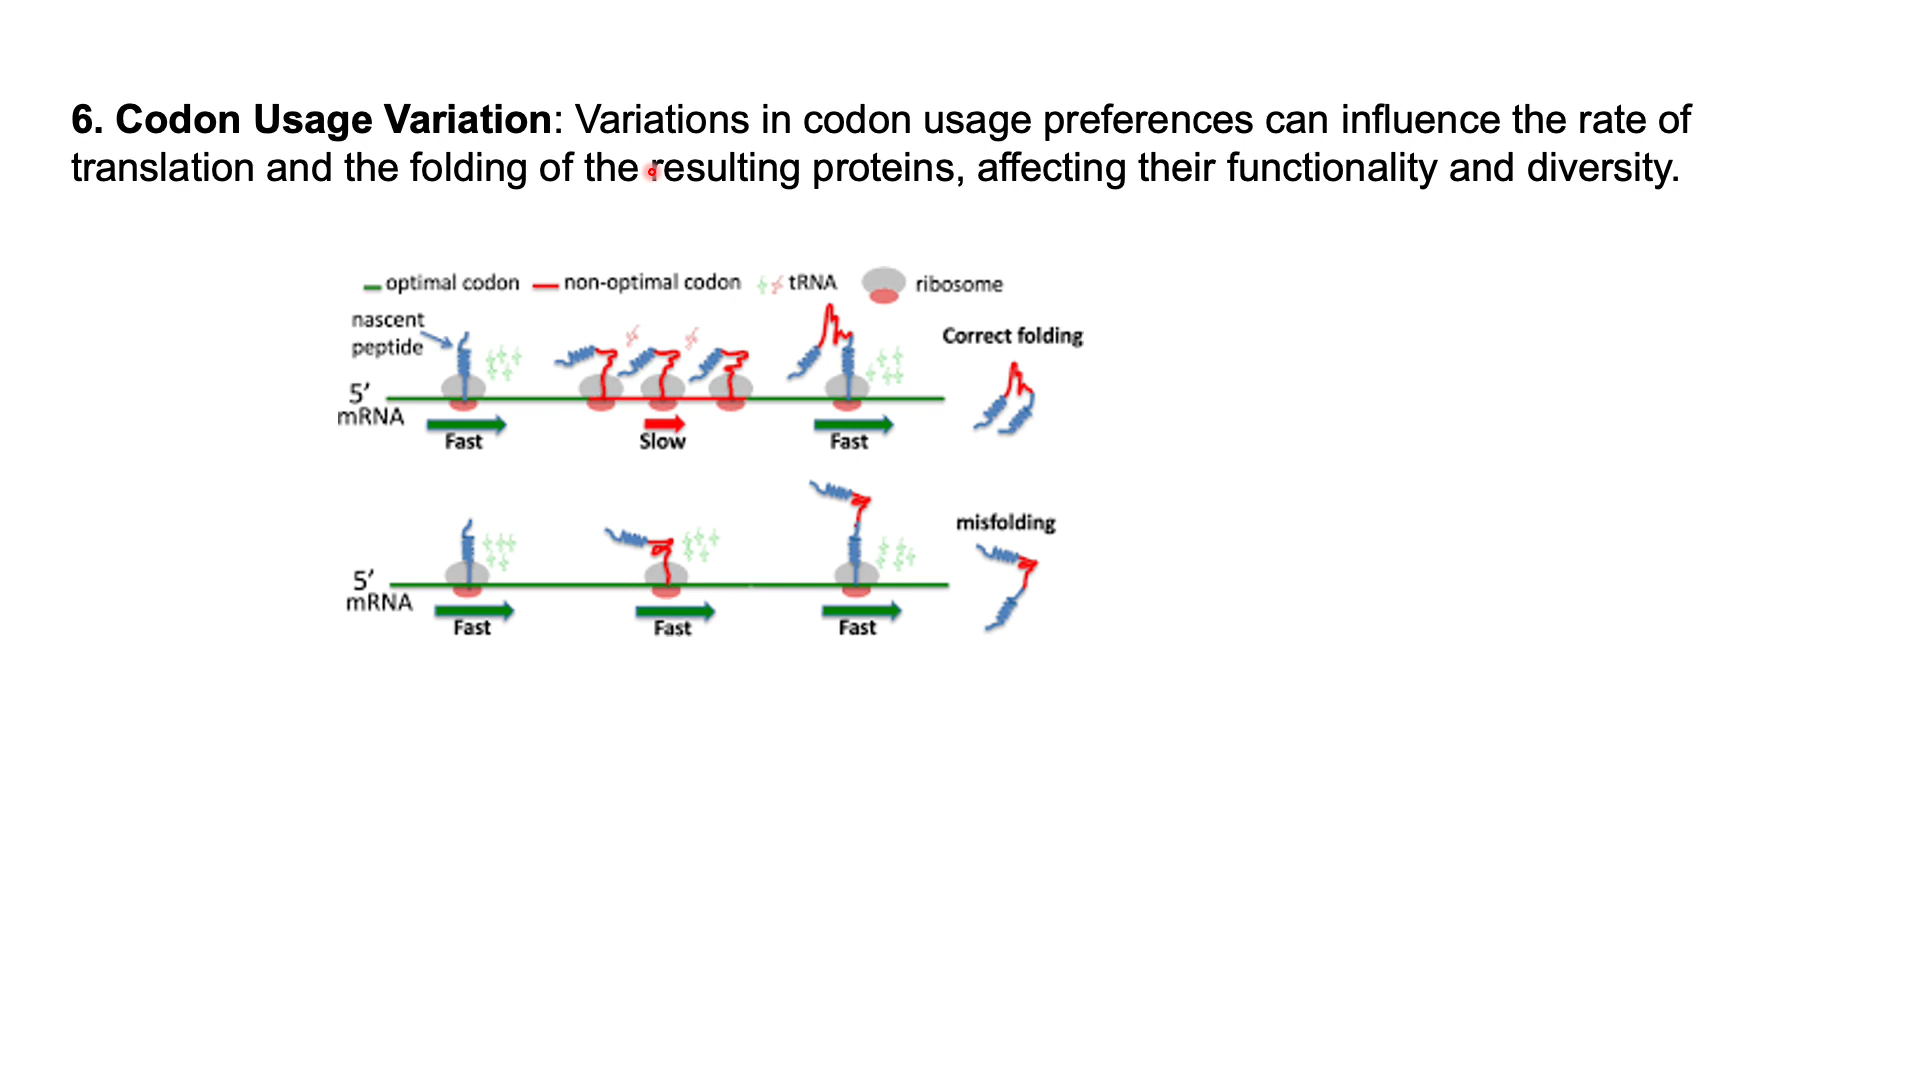 6. Codon Usage Variation: Variations in codon usage preferences can influence the rate of
translation and the folding of the resulting proteins, affecting their functionality and diversity.
optimal codon non-optimal codon tRNA ribosome
nascent
peptide
Correct folding
5′
mRNA
Fast Slow Fast
misfolding
5′
mRNA
Fast Fast Fast